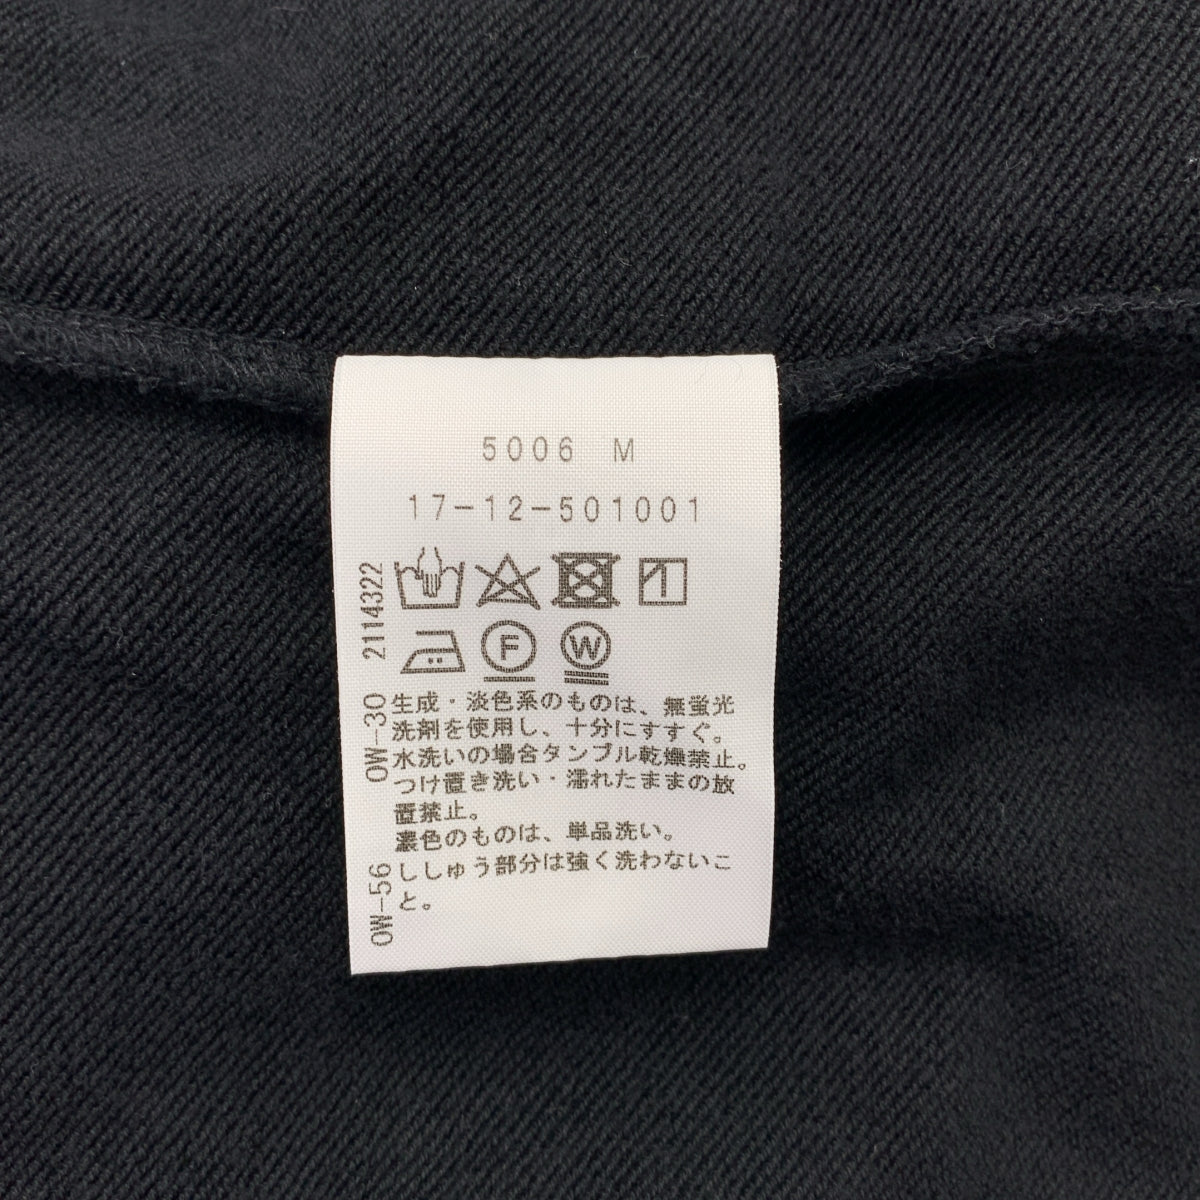 5006 M
17-12-501001
F W
生成・淡色系のものは、無蛍光
洗剤を使用し、十分にすすぐ。
水洗いの場合タンブル乾燥禁止。
つけ置き洗い・濡れたままの放
置禁止。
濃色のものは、単品洗い。
ししゅう部分は強く洗わないこ
と。
OW-56 OW-30 2114322